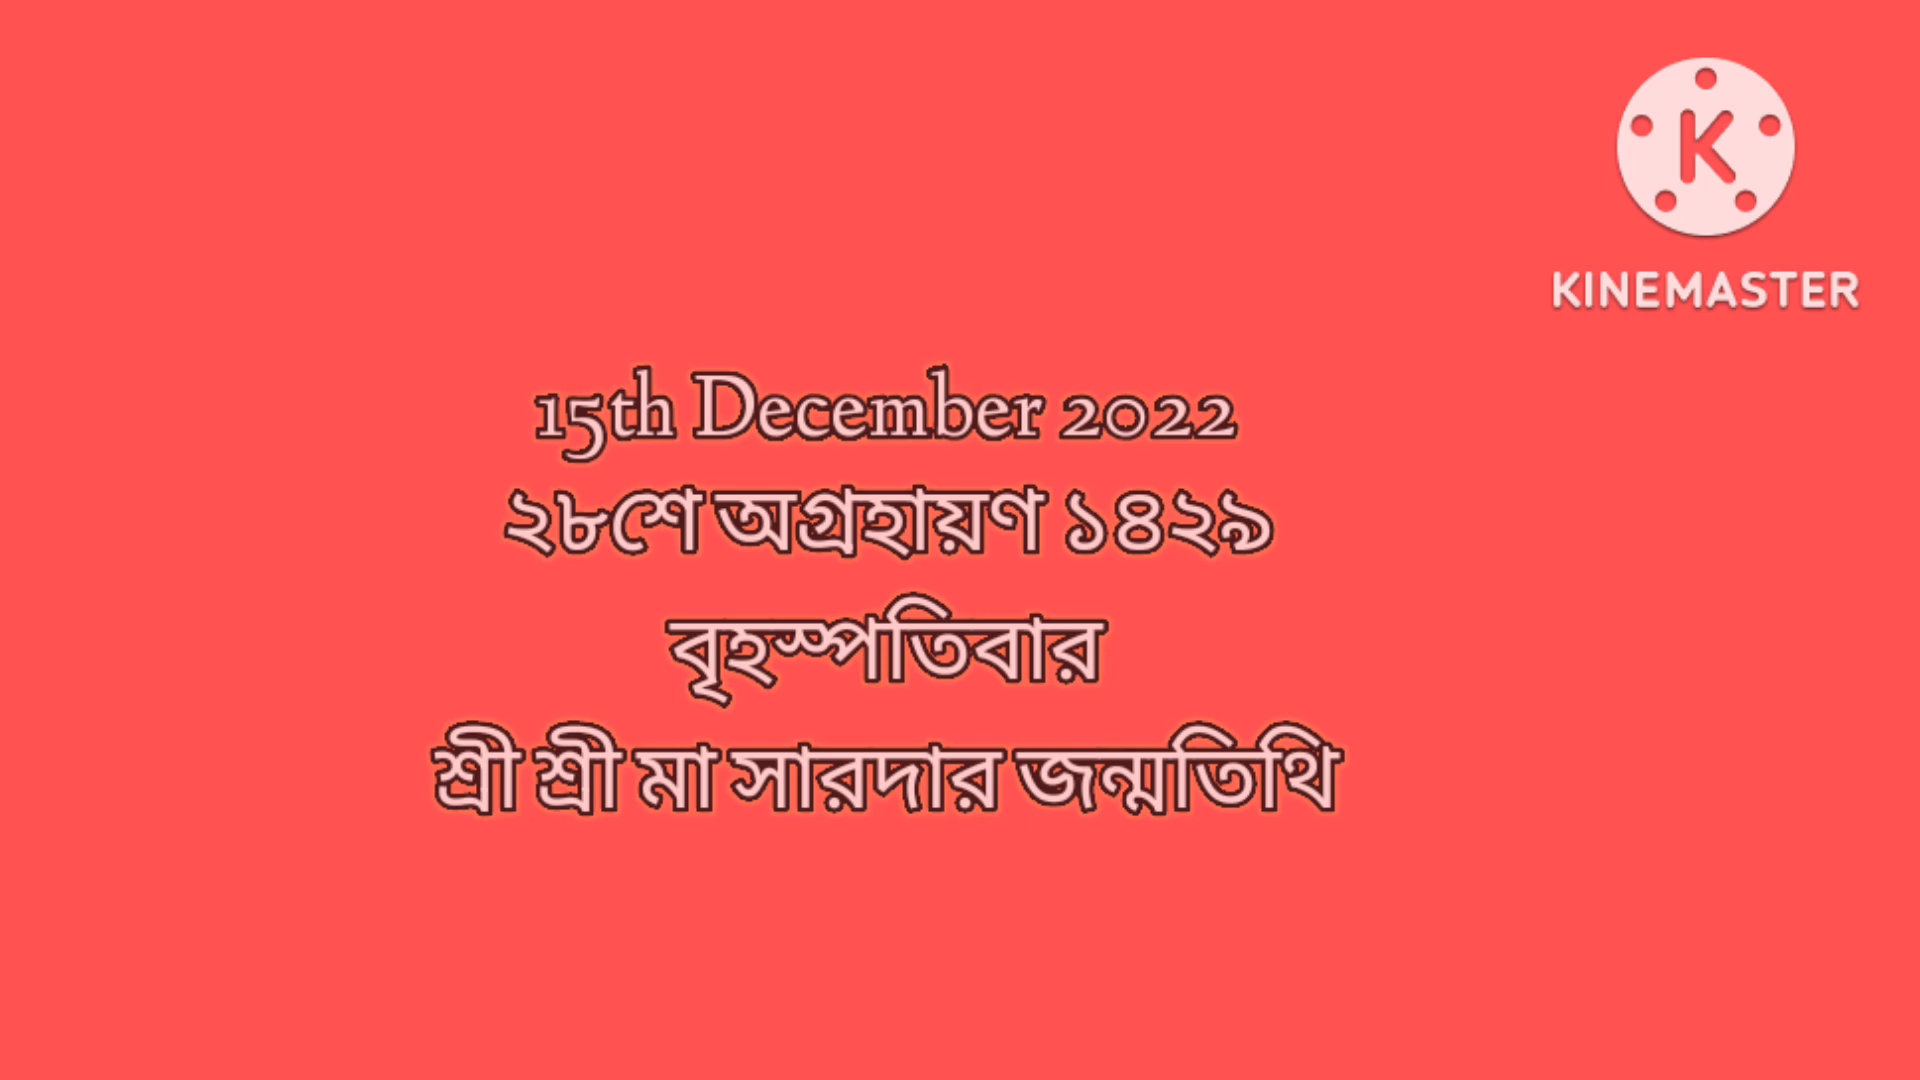 K
KINEMASTER
15th December 2022
২৮শে অগ্রহায়ণ ১৪২৯
বৃহস্পতিবার
শ্রী শ্রী মা সারদার জন্মতিথি